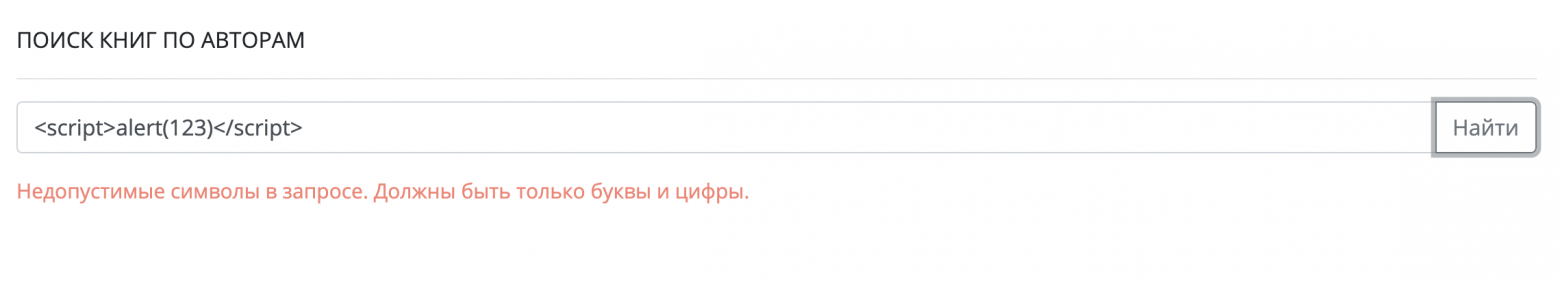 ПОИСК КНИГ ПО АВТОРАМ
<script>alert(123)</script>
Найти
Недопустимые символы в запросе. Должны быть только буквы и цифры.